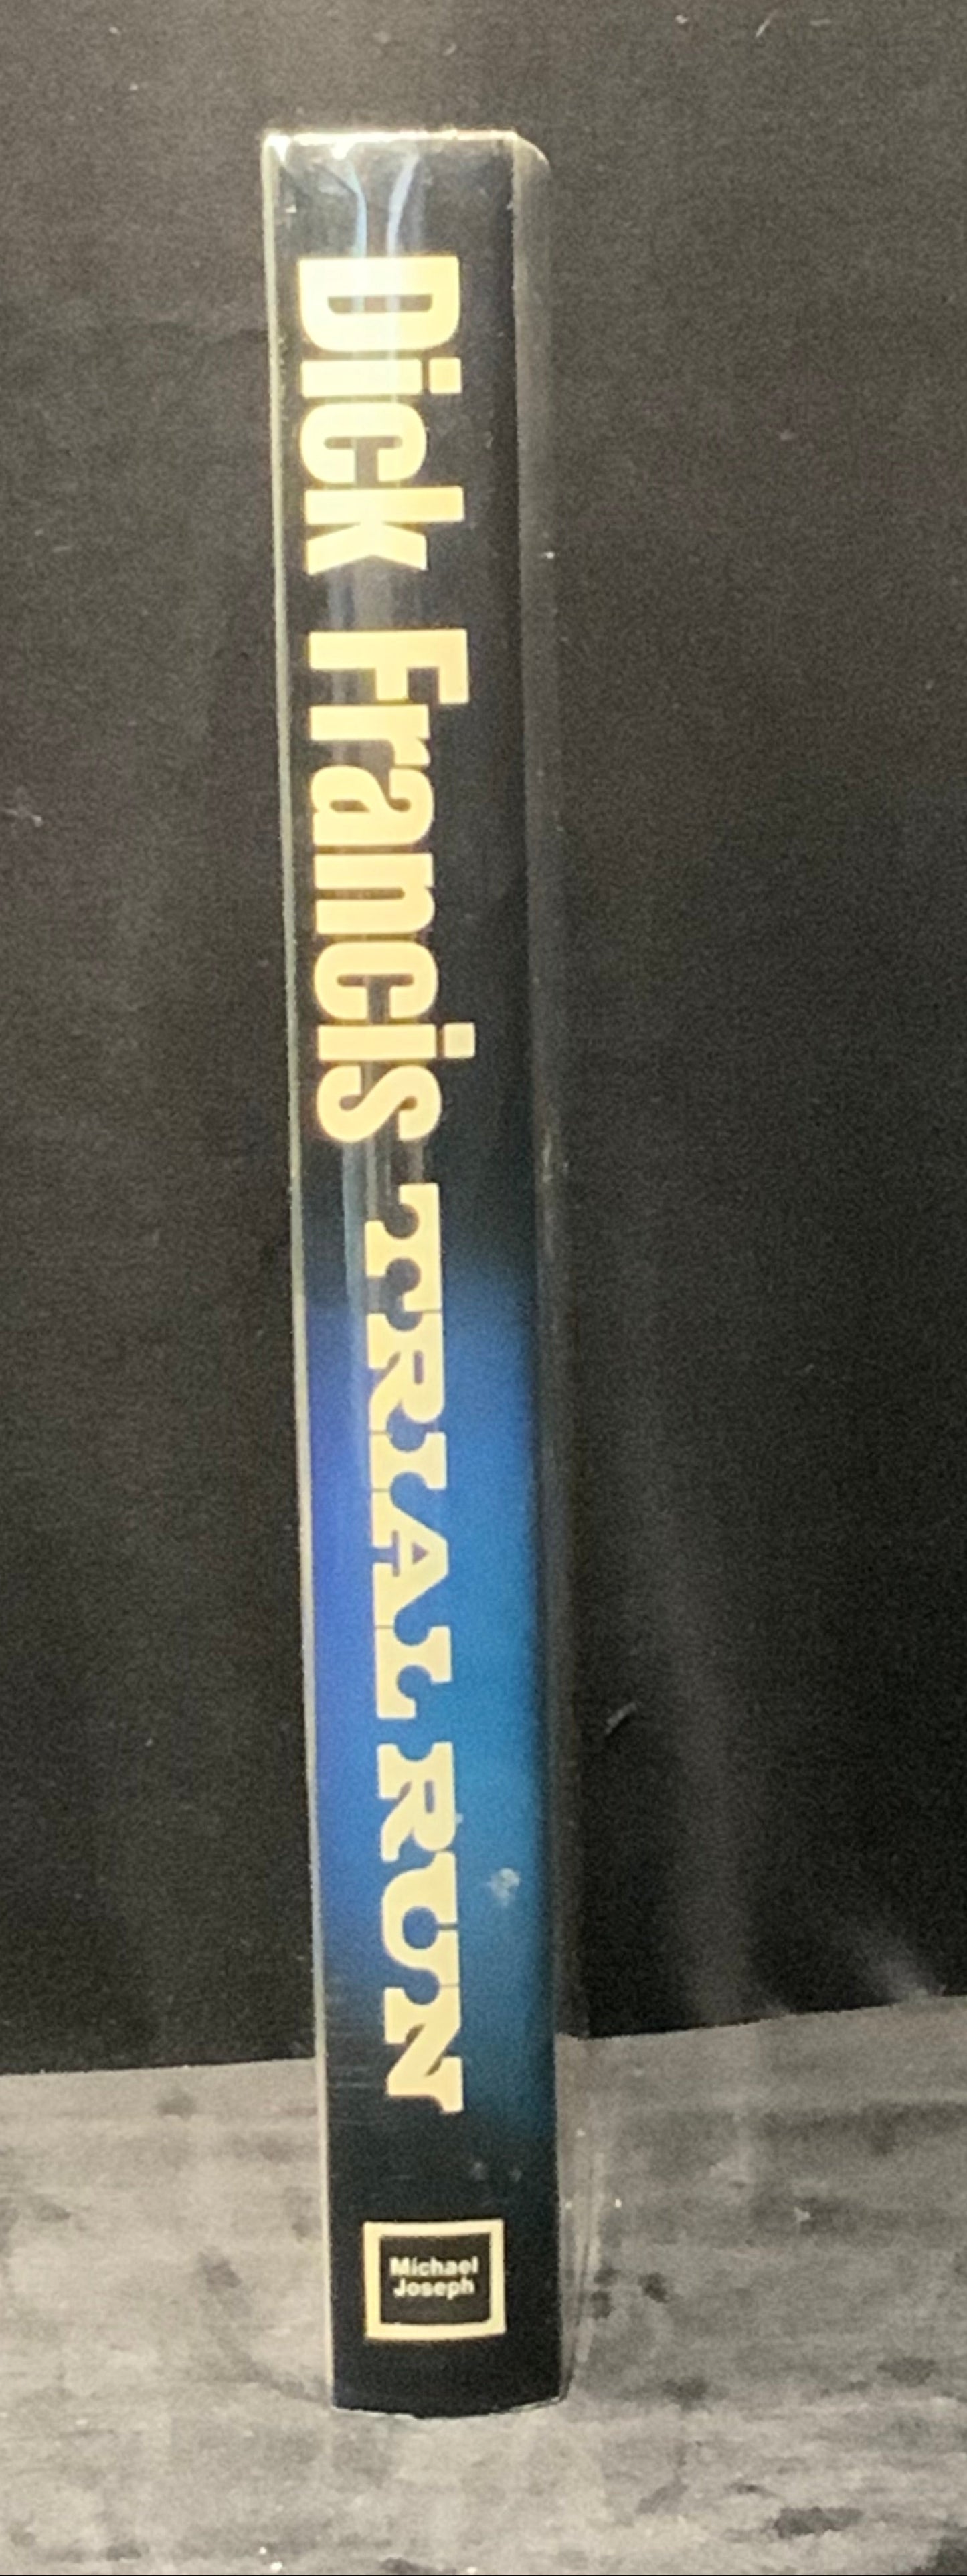 Dick Francis TRIAL RUN
Michael
Joseph